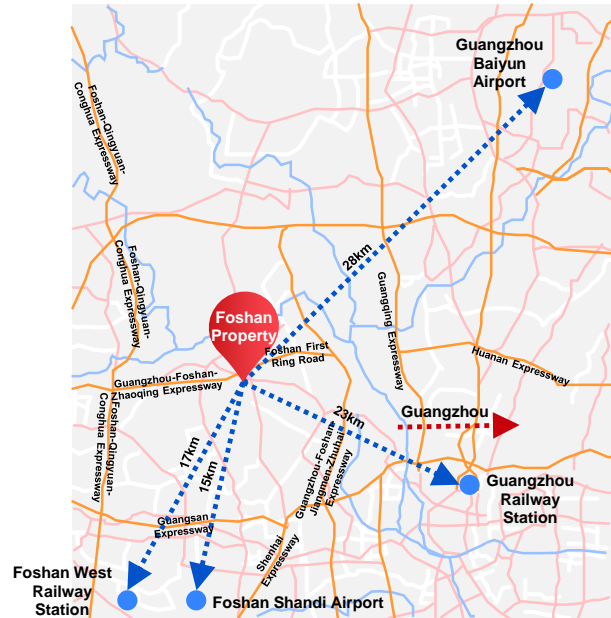 Guangzhou
Baiyun
Airport
Foshan-Qingyuan-
Conghua Expressway
Foshan-Qingyuan-
Conghua Expressway
28km
Guangqing Expressway
Foshan
Property
Foshan First
Ring Road
Huanan Expressway
Guangzhou-Foshan-
Zhaoqing Expressway
Foshan-Qingyuan-
Conghua Expressway
23km
Guangzhou
17km
15km
Guangzhou-Foshan-
Jiangmen-Zhuhai
Expressway
Guangzhou
Railway
Station
Guangsan
Expressway
Shenhai
Expressway
Foshan West
Railway
Station
Foshan Shandi Airport